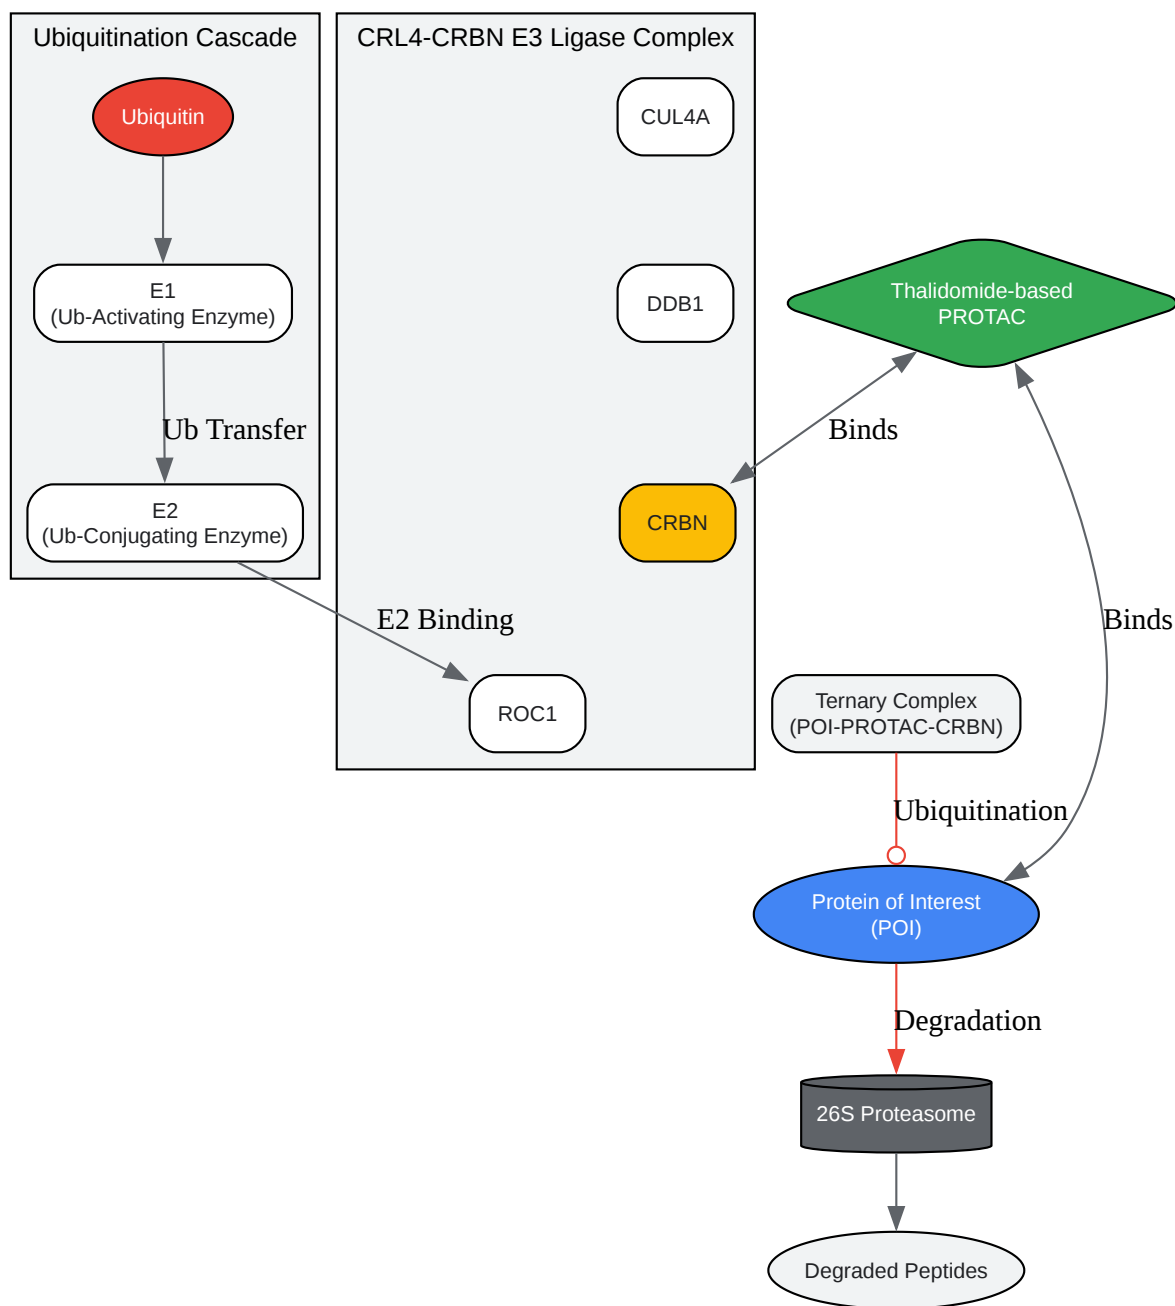 Ubiquitination Cascade
CRL4-CRBN E3 Ligase Complex
Ubiquitin
CUL4A
E1
(Ub-Activating Enzyme)
DDB1
Thalidomide-based
PROTAC
Ub Transfer
Binds
E2
(Ub-Conjugating Enzyme)
CRBN
E2 Binding
Binds
ROC1
Ternary Complex
(POI-PROTAC-CRBN)
Ubiquitination
Protein of Interest
(POI)
Degradation
26S Proteasome
Degraded Peptides